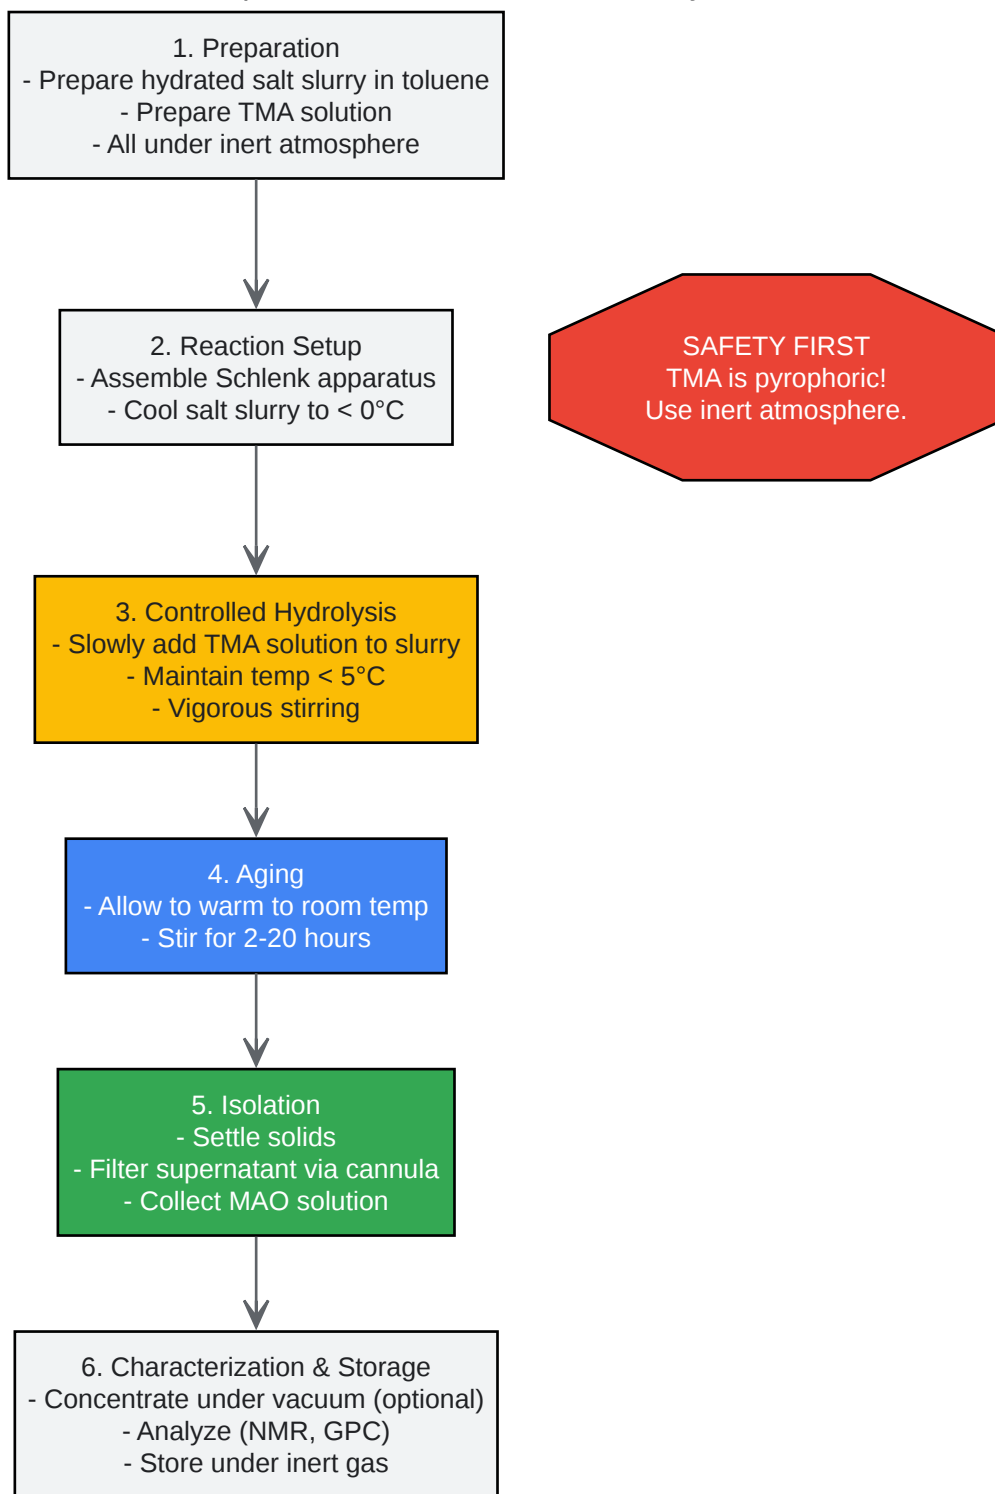 1. Preparation
- Prepare hydrated salt slurry in toluene
- Prepare TMA solution
- All under inert atmosphere
2. Reaction Setup
- Assemble Schlenk apparatus
- Cool salt slurry to < 0°C
SAFETY FIRST
TMA is pyrophoric!
Use inert atmosphere.
3. Controlled Hydrolysis
- Slowly add TMA solution to slurry
- Maintain temp < 5°C
- Vigorous stirring
4. Aging
- Allow to warm to room temp
- Stir for 2-20 hours
5. Isolation
- Settle solids
- Filter supernatant via cannula
- Collect MAO solution
6. Characterization & Storage
- Concentrate under vacuum (optional)
- Analyze (NMR, GPC)
- Store under inert gas